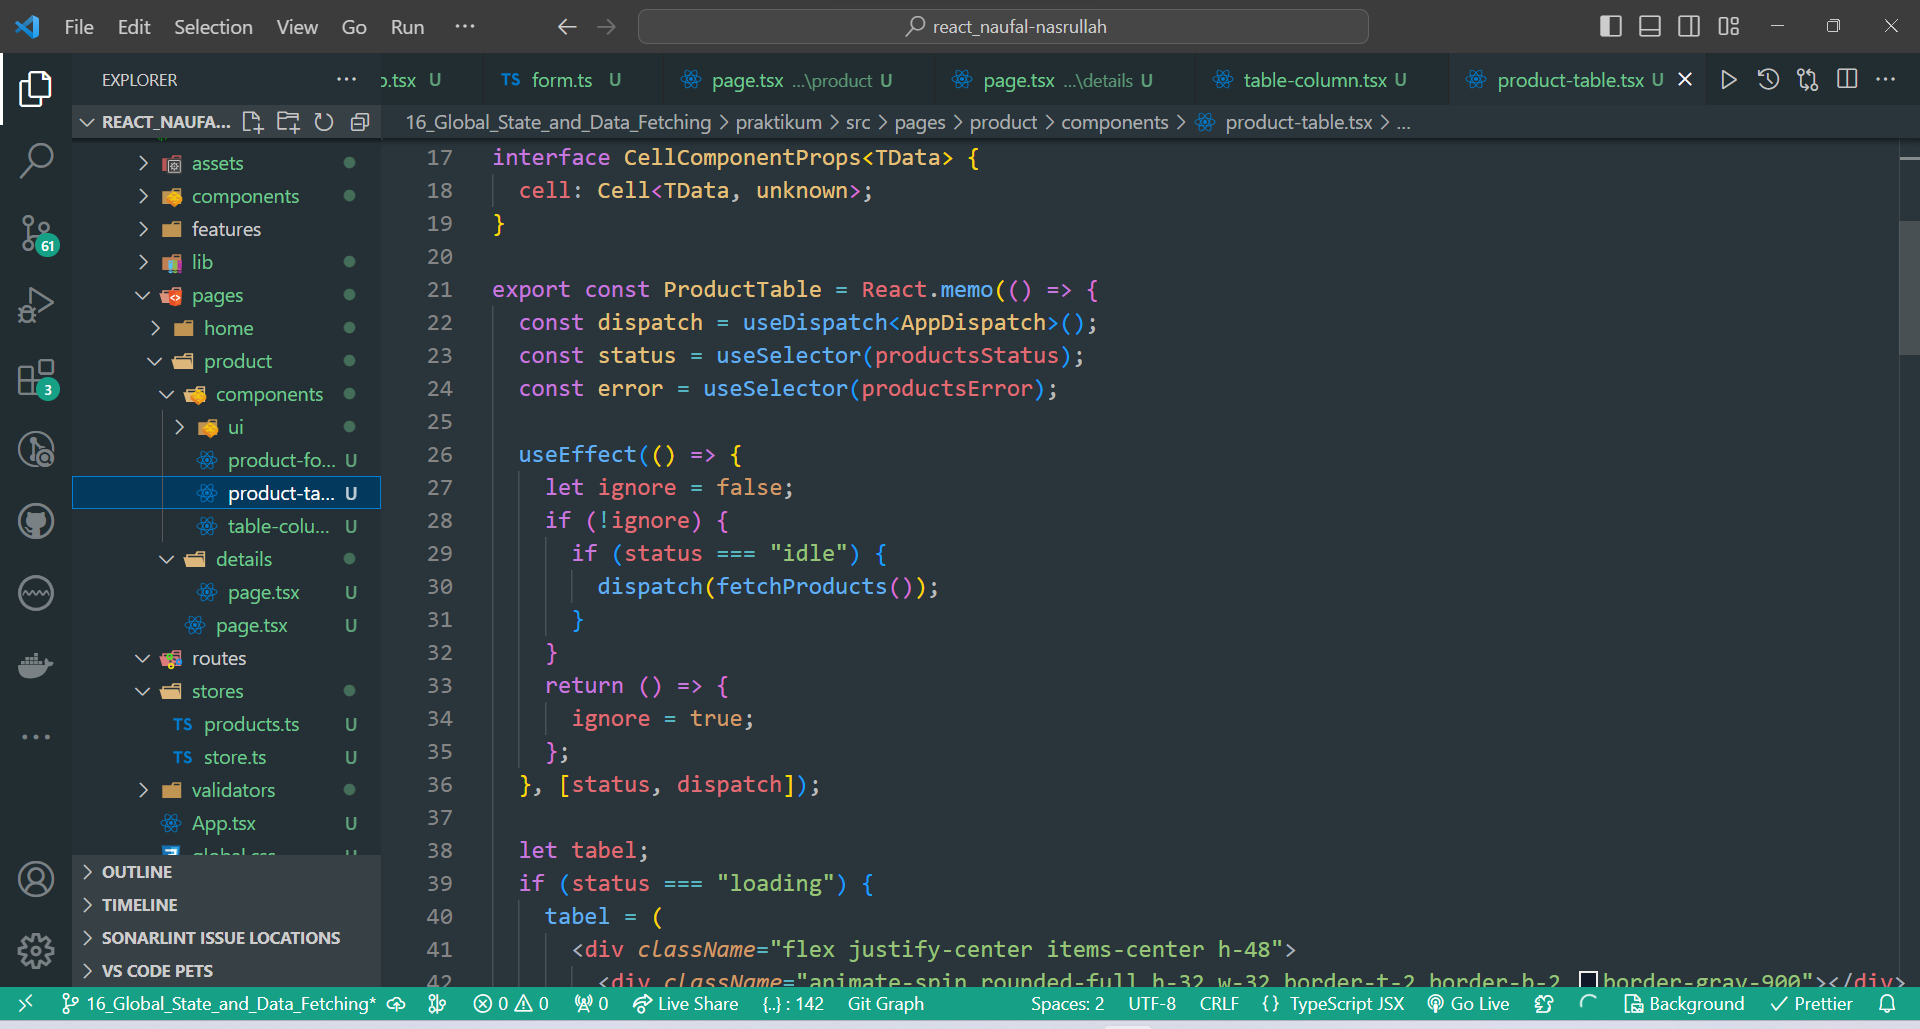 File Edit Selection View Go Run ··· react_naufal-nasrullah
EXPLORER ··· .tsx U TS form.ts U page.tsx ...\product U page.tsx ...\details U table-column.tsx U product-table.tsx U
REACT_NAUFA... 16_Global_State_and_Data_Fetching > praktikum > src > pages > product > components > product-table.tsx > ...
assets
components
features
lib
pages
home
product
components
ui
product-fo... U
product-ta... U
table-colu... U
details
page.tsx U
page.tsx U
routes
stores
TS products.ts U
TS store.ts U
validators
App.tsx U
global.css U
OUTLINE
TIMELINE
SONARLINT ISSUE LOCATIONS
VS CODE PETS
61
3
17 interface CellComponentProps<TData> {
18 cell: Cell<TData, unknown>;
19 }
20
21 export const ProductTable = React.memo(() => {
22 const dispatch = useDispatch<AppDispatch>();
23 const status = useSelector(productsStatus);
24 const error = useSelector(productsError);
25
26 useEffect(() => {
27 let ignore = false;
28 if (!ignore) {
29 if (status === "idle") {
30 dispatch(fetchProducts());
31 }
32 }
33 return () => {
34 ignore = true;
35 };
36 }, [status, dispatch]);
37
38 let tabel;
39 if (status === "loading") {
40 tabel = (
41 <div className="flex justify-center items-center h-48">
42 <div className="animate-spin rounded-full h-32 w-32 border-t-2 border-b-2 border-gray-900"></div>
16_Global_State_and_Data_Fetching* 0 0 0 Live Share {..} : 142 Git Graph Spaces: 2 UTF-8 CRLF {} TypeScript JSX Go Live Background Prettier